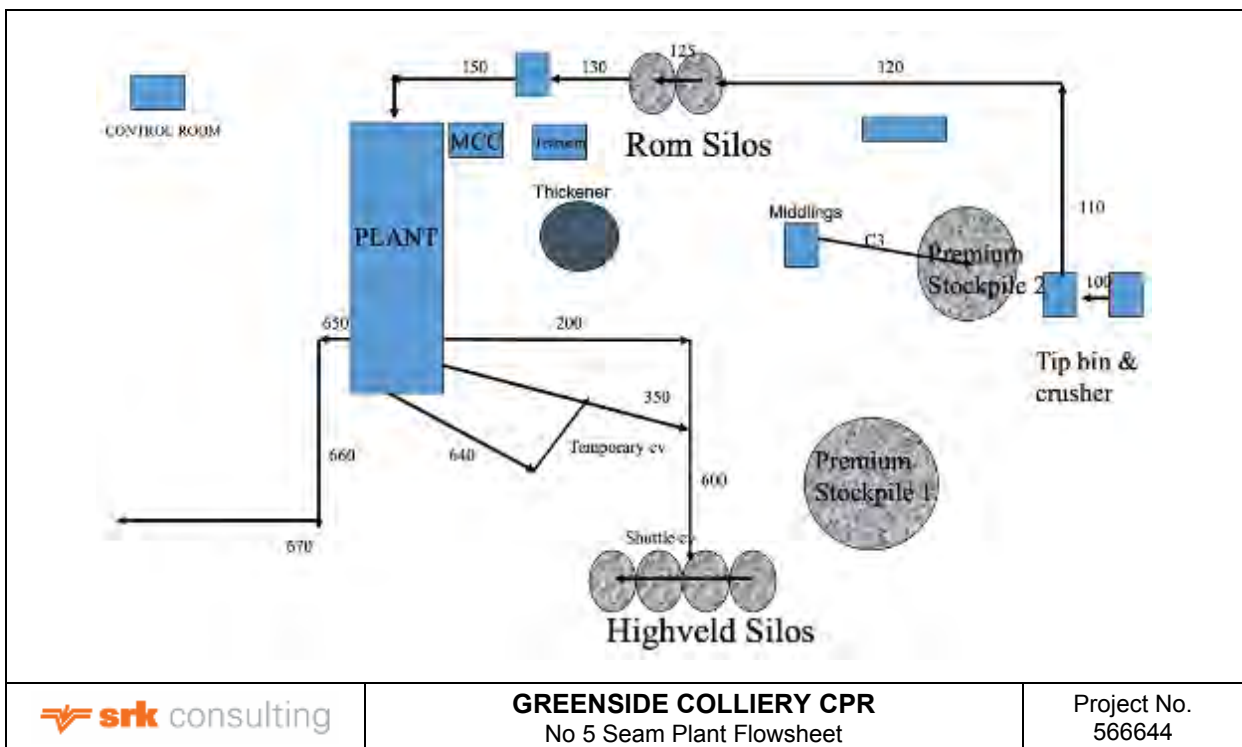 125
150
130
120
CONTROL ROOM
MCC
Rom Silos
Thickener
Middlings
110
PLANT
C3
Premium
Stockpile 2
100
650
200
Tip bin &
crusher
350
Temporary cv
660
640
600
Premium
Stockpile 1.
670
Shuttle cv
Highveld Silos
srk consulting
GREENSIDE COLLIERY CPR
No 5 Seam Plant Flowsheet
Project No.
566644